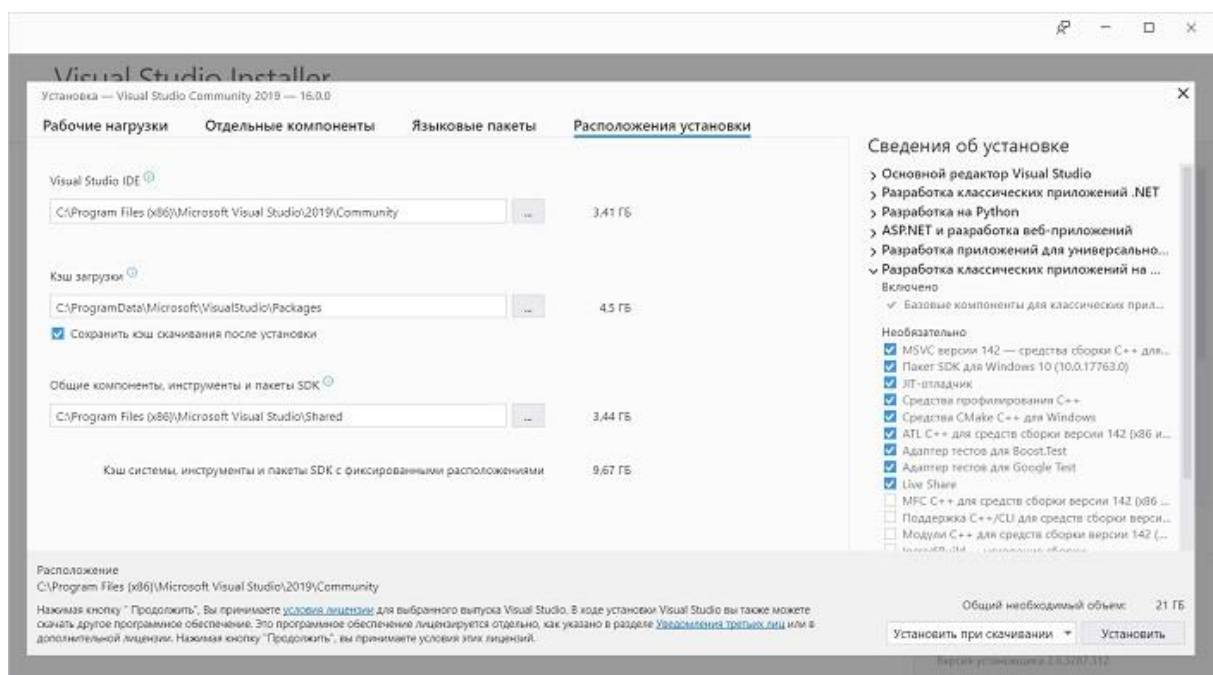 Visual Studio Installer
Установка — Visual Studio Community 2019 — 16.0.0
Рабочие нагрузки Отдельные компоненты Языковые пакеты Расположения установки
Visual Studio IDE
C:\Program Files (x86)\Microsoft Visual Studio\2019\Community ... 3,41 ГБ
Кэш загрузки
C:\ProgramData\Microsoft\VisualStudio\Packages ... 4,5 ГБ
Сохранить кэш скачивания после установки
Общие компоненты, инструменты и пакеты SDK
C:\Program Files (x86)\Microsoft Visual Studio\Shared ... 3,44 ГБ
Кэш системы, инструменты и пакеты SDK с фиксированными расположениями 9,67 ГБ
Сведения об установке
Основной редактор Visual Studio
Разработка классических приложений .NET
Разработка на Python
ASP.NET и разработка веб-приложений
Разработка приложений для универсально...
Разработка классических приложений на ...
Включено
Базовые компоненты для классических прил...
Необязательно
MSVC версии 142 — средства сборки C++ для...
Пакет SDK для Windows 10 (10.0.17763.0)
JIT-отладчик
Средства профилирования C++
Средства CMake C++ для Windows
ATL C++ для средств сборки версии 142 (x86 и...
Адаптер тестов для Boost.Test
Адаптер тестов для Google Test
Live Share
MFC C++ для средств сборки версии 142 (x86 ...
Поддержка C++/CLI для средств сборки верси...
Модули C++ для средств сборки версии 142 (...
Расположение
C:\Program Files (x86)\Microsoft Visual Studio\2019\Community
Нажимая кнопку " Продолжить", Вы принимаете условия лицензии для выбранного выпуска Visual Studio. В ходе установки Visual Studio вы также можете
скачать другое программное обеспечение. Это программное обеспечение лицензируется отдельно, как указано в разделе Уведомления третьих лиц или в
дополнительной лицензии. Нажимая кнопку "Продолжить", вы принимаете условия этих лицензий.
Общий необходимый объем: 21 ГБ
Установить при скачивании Установить
Версия установщика 2.0.3287.312